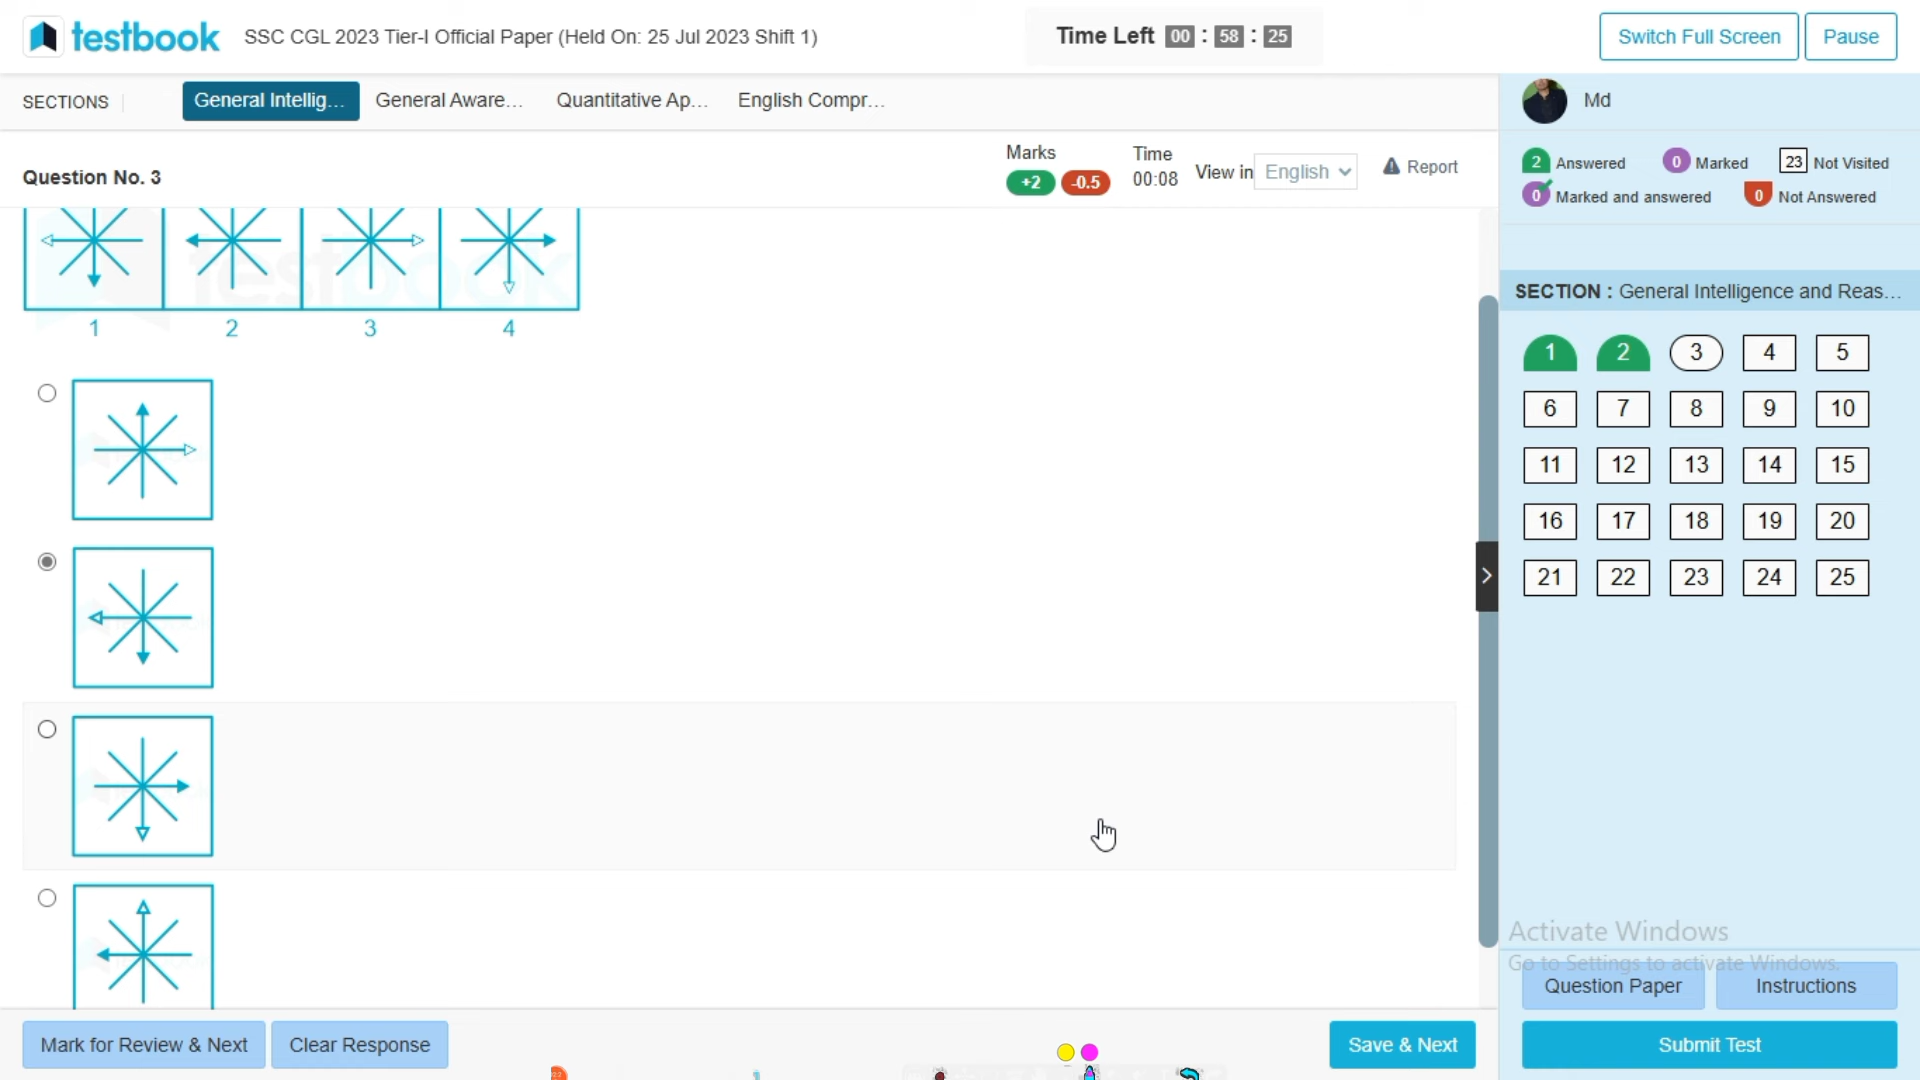 testbook
SSC CGL 2023 Tier-I Official Paper (Held On: 25 Jul 2023 Shift 1)
Time Left 00 : 58 : 25
Switch Full Screen
Pause
SECTIONS
General Intellig...
General Aware...
Quantitative Ap...
English Compr...
Md
Question No. 3
Marks
+2 -0.5
Time
00:08
View in English
Report
2 Answered
0 Marked
23 Not Visited
0 Marked and answered
0 Not Answered
SECTION : General Intelligence and Reas...
testbook
1 2 3 4
1 2 3 4 5
6 7 8 9 10
11 12 13 14 15
16 17 18 19 20
21 22 23 24 25
Activate Windows
Go to Settings to activate Windows.
Question Paper
Instructions
Mark for Review & Next
Clear Response
Save & Next
Submit Test